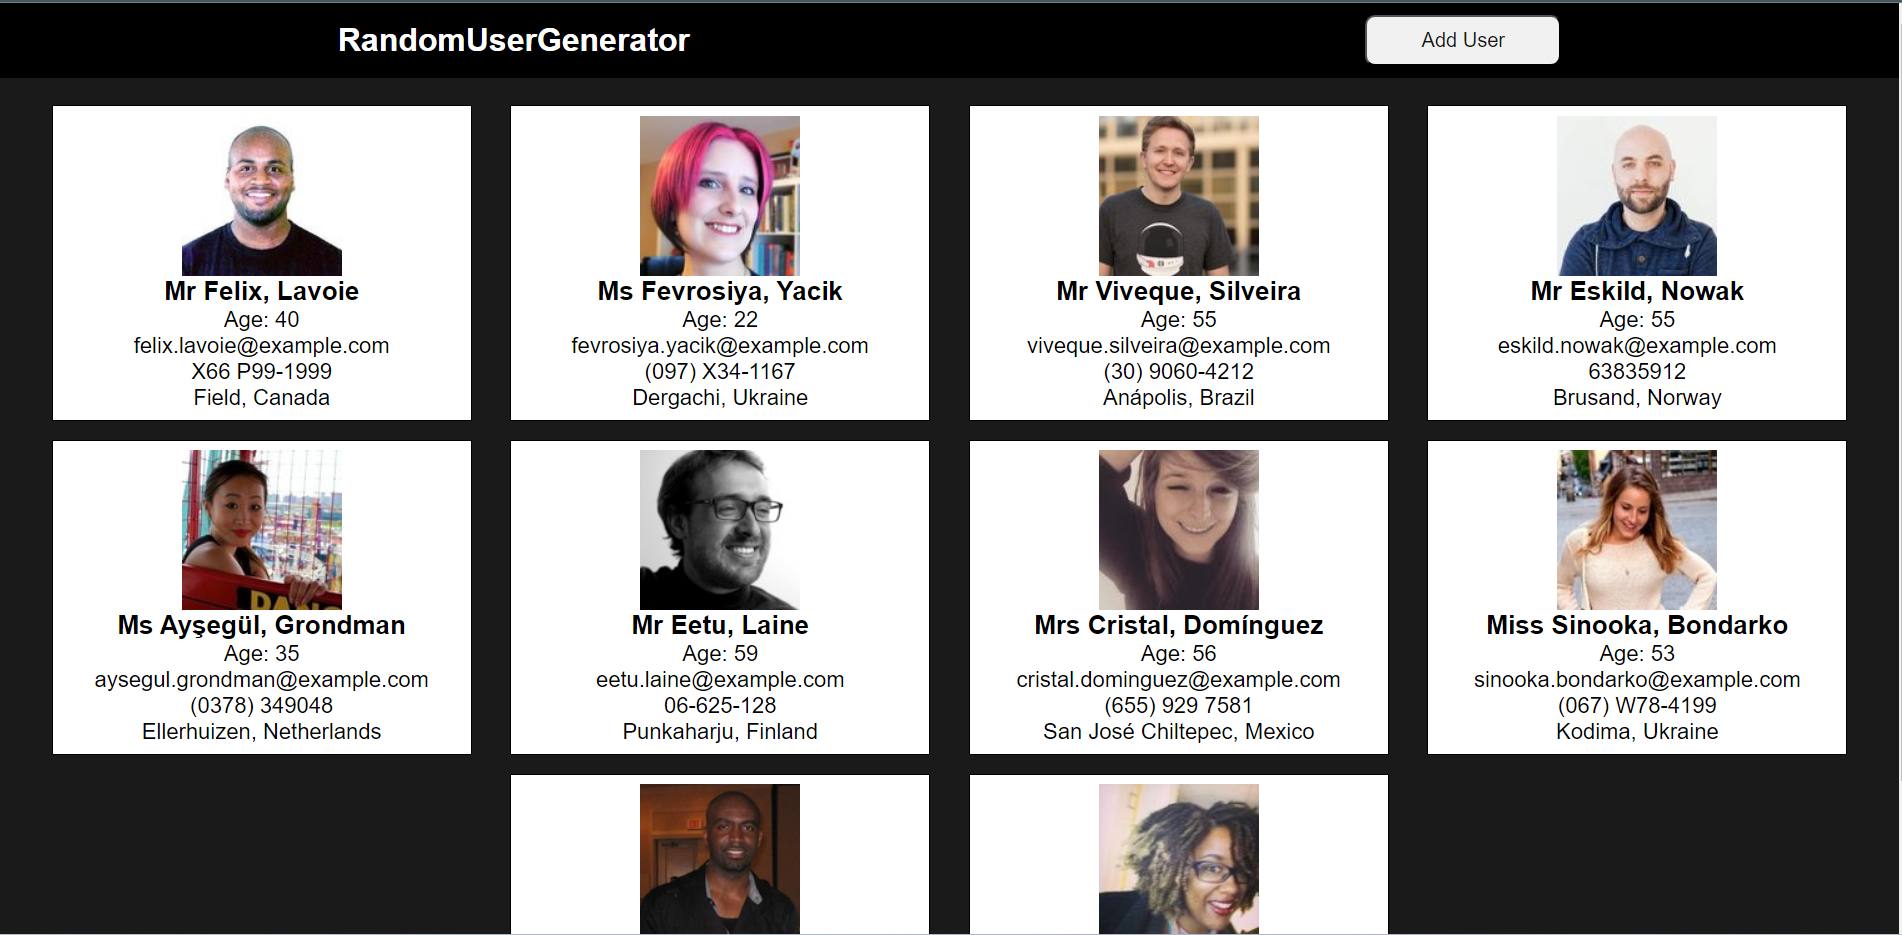 RandomUserGenerator
Add User
Mr Felix, Lavoie
Age: 40
felix.lavoie@example.com
X66 P99-1999
Field, Canada
Ms Fevrosiya, Yacik
Age: 22
fevrosiya.yacik@example.com
(097) X34-1167
Dergachi, Ukraine
Mr Viveque, Silveira
Age: 55
viveque.silveira@example.com
(30) 9060-4212
Anápolis, Brazil
Mr Eskild, Nowak
Age: 55
eskild.nowak@example.com
63835912
Brusand, Norway
Ms Ayşegül, Grondman
Age: 35
aysegul.grondman@example.com
(0378) 349048
Ellerhuizen, Netherlands
Mr Eetu, Laine
Age: 59
eetu.laine@example.com
06-625-128
Punkaharju, Finland
Mrs Cristal, Domínguez
Age: 56
cristal.dominguez@example.com
(655) 929 7581
San José Chiltepec, Mexico
Miss Sinooka, Bondarko
Age: 53
sinooka.bondarko@example.com
(067) W78-4199
Kodima, Ukraine